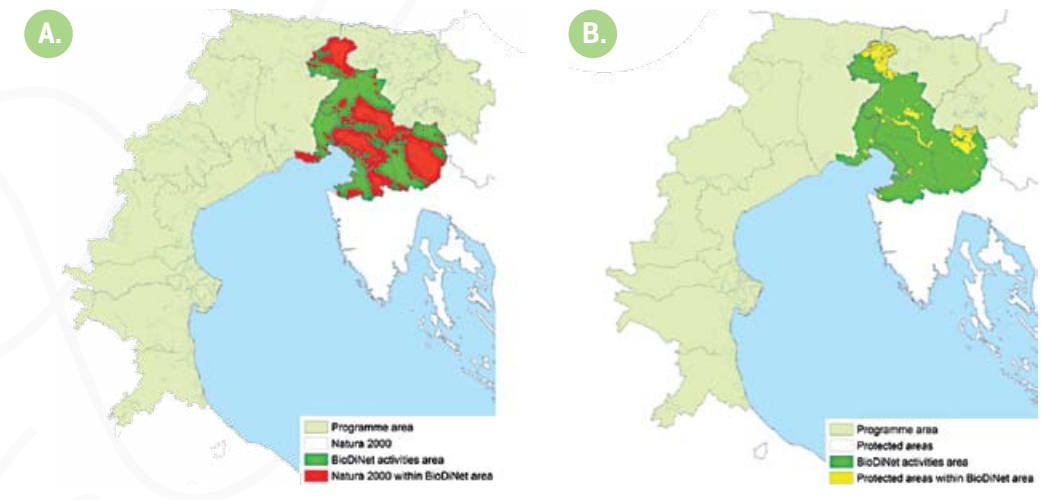 A.
B.
Programme area
Natura 2000
BioDiNet activities area
Natura 2000 within BioDiNet area
Programme area
Protected areas
BioDiNet activities area
Protected areas within BioDiNet area